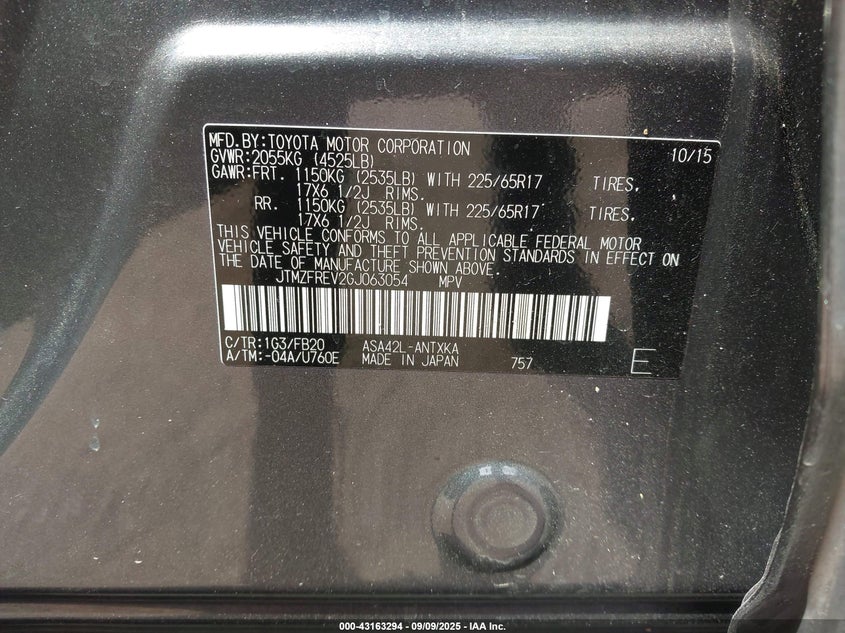 MFD.BY:TOYOTA MOTOR CORPORATION 10/15
GVWR:2055KG (4525LB)
GAWR:FRT. 1150KG (2535LB) WITH 225/65R17 TIRES,
17X6 1/2J RIMS.
RR. 1150KG (2535LB) WITH 225/65R17 TIRES,
17X6 1/2J RIMS.
THIS VEHICLE CONFORMS TO ALL APPLICABLE FEDERAL MOTOR
VEHICLE SAFETY AND THEFT PREVENTION STANDARDS IN EFFECT ON
THE DATE OF MANUFACTURE SHOWN ABOVE.
JTMZFREV2GJ063054 MPV
C/TR:1G3/FB20 ASA42L-ANTXKA
A/TM:-04A/U760E MADE IN JAPAN 757 E
000-43163294 - 09/09/2025 - IAA Inc.